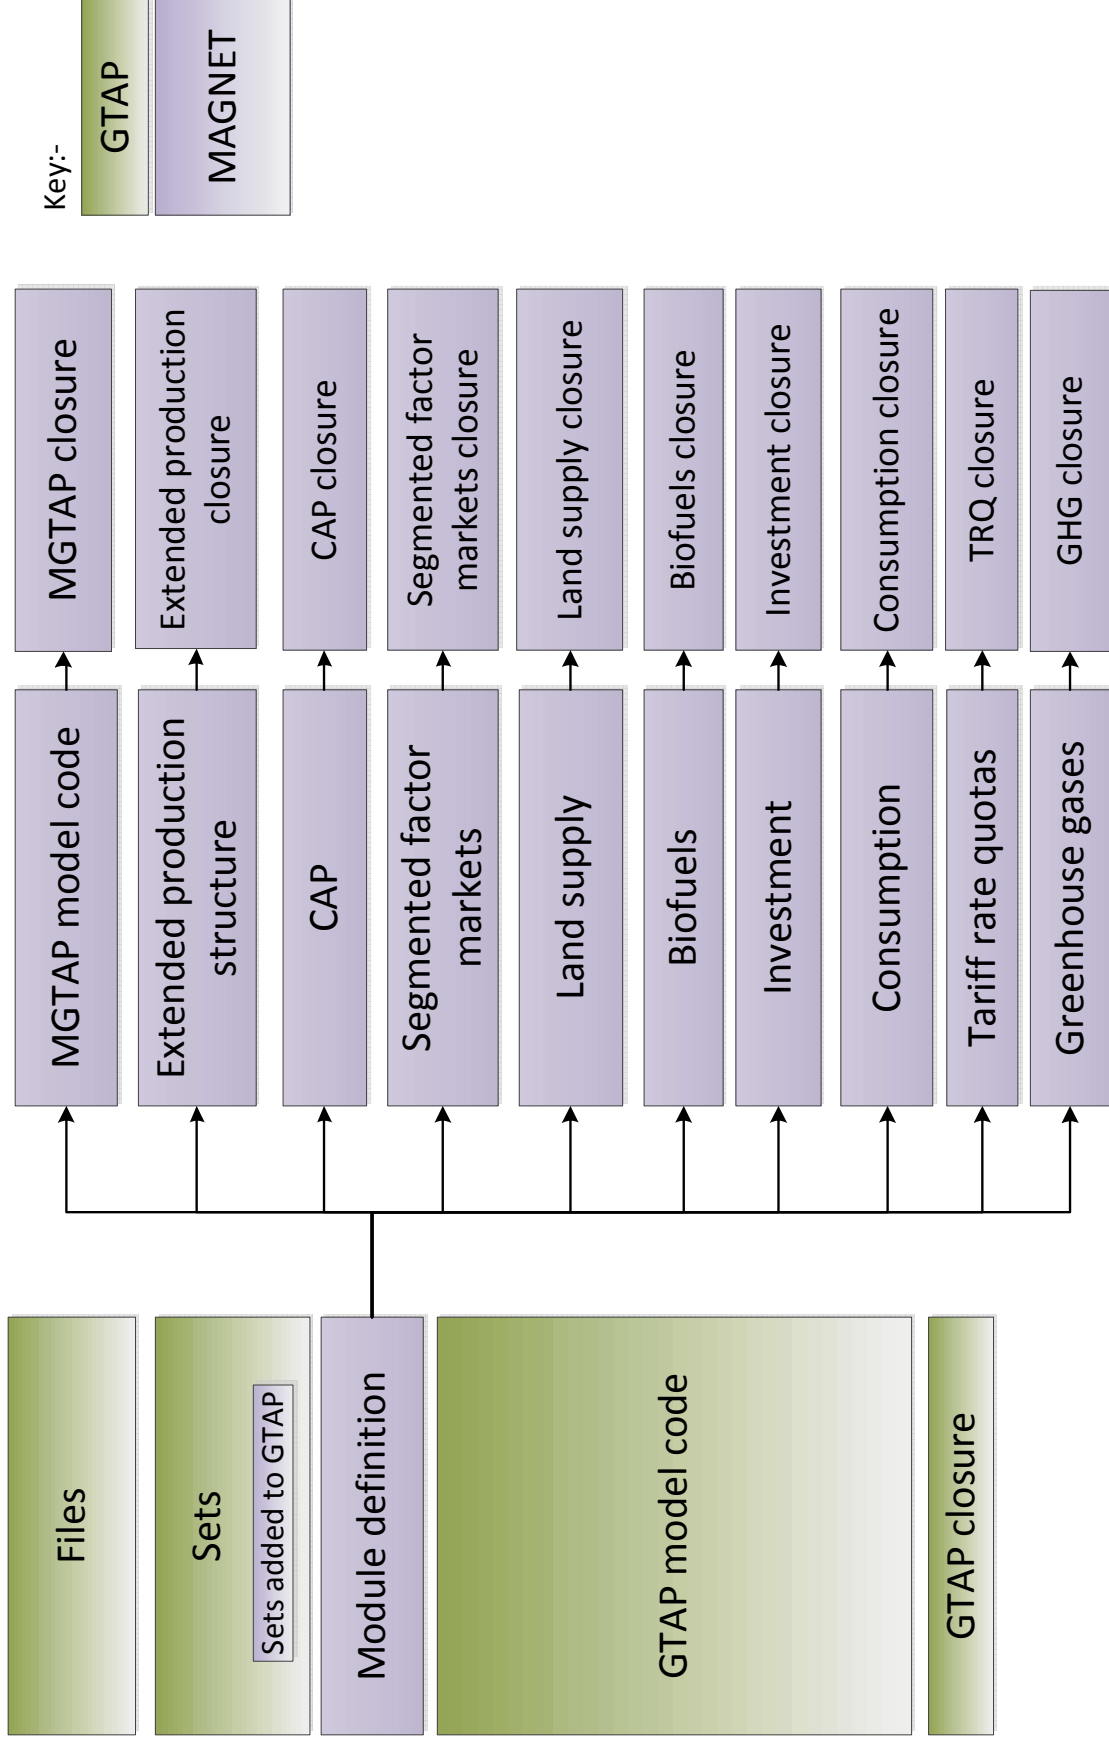 Files
Sets
Sets added to GTAP
Module definition
GTAP model code
GTAP closure
MGTAP model code
Extended production
structure
CAP
Segmented factor
markets
Land supply
Biofuels
Investment
Consumption
Tariff rate quotas
Greenhouse gases
MGTAP closure
Extended production
closure
CAP closure
Segmented factor
markets closure
Land supply closure
Biofuels closure
Investment closure
Consumption closure
TRQ closure
GHG closure
Key:-
GTAP
MAGNET